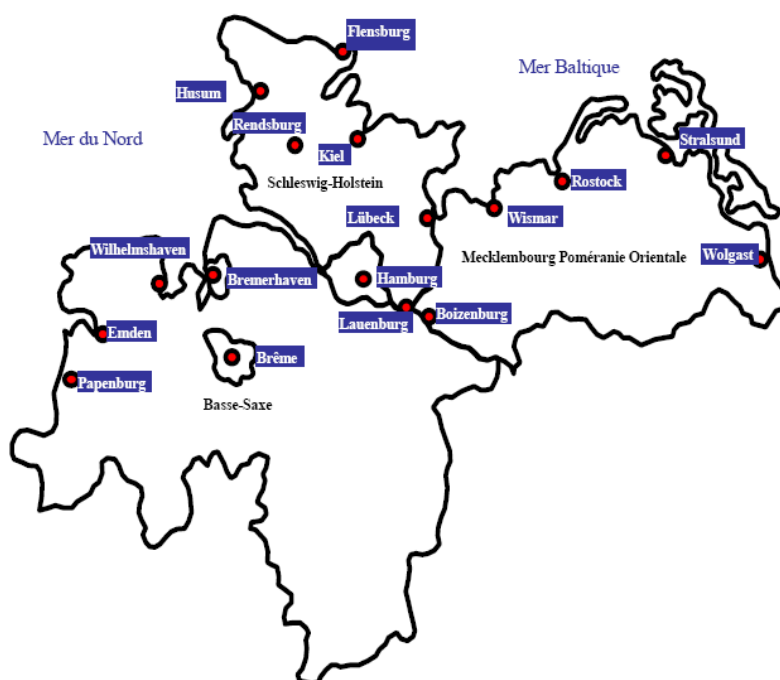 Flensburg
Mer Baltique
Husum
Rendsburg
Mer du Nord
Kiel
Stralsund
Schleswig-Holstein
Rostock
Lübeck
Wismar
Wilhelmshaven
Mecklembourg Poméranie Orientale
Wolgast
Bremerhaven
Hamburg
Lauenburg
Boizenburg
Emden
Brême
Papenburg
Basse-Saxe